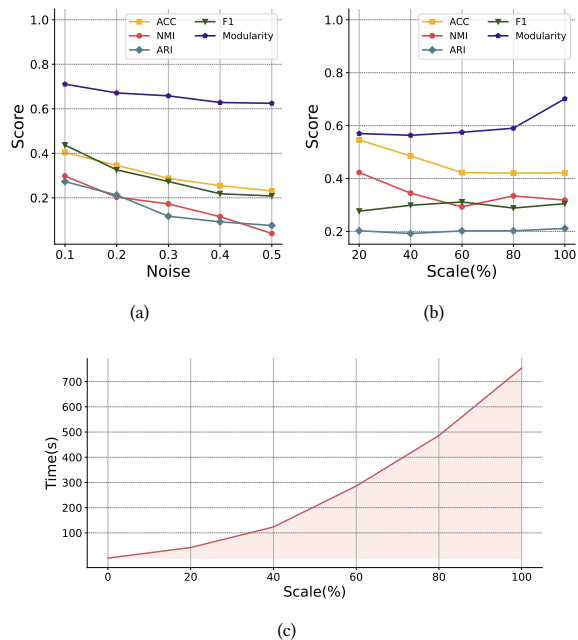 ACC
NMI
ARI
F1
Modularity
1.0
0.8
0.6
0.4
0.2
Score
0.1
0.2
0.3
0.4
0.5
Noise
(a)
ACC
NMI
ARI
F1
Modularity
1.0
0.8
0.6
0.4
0.2
Score
20
40
60
80
100
Scale(%)
(b)
700
600
500
400
300
200
100
Time(s)
0
20
40
60
80
100
Scale(%)
(c)